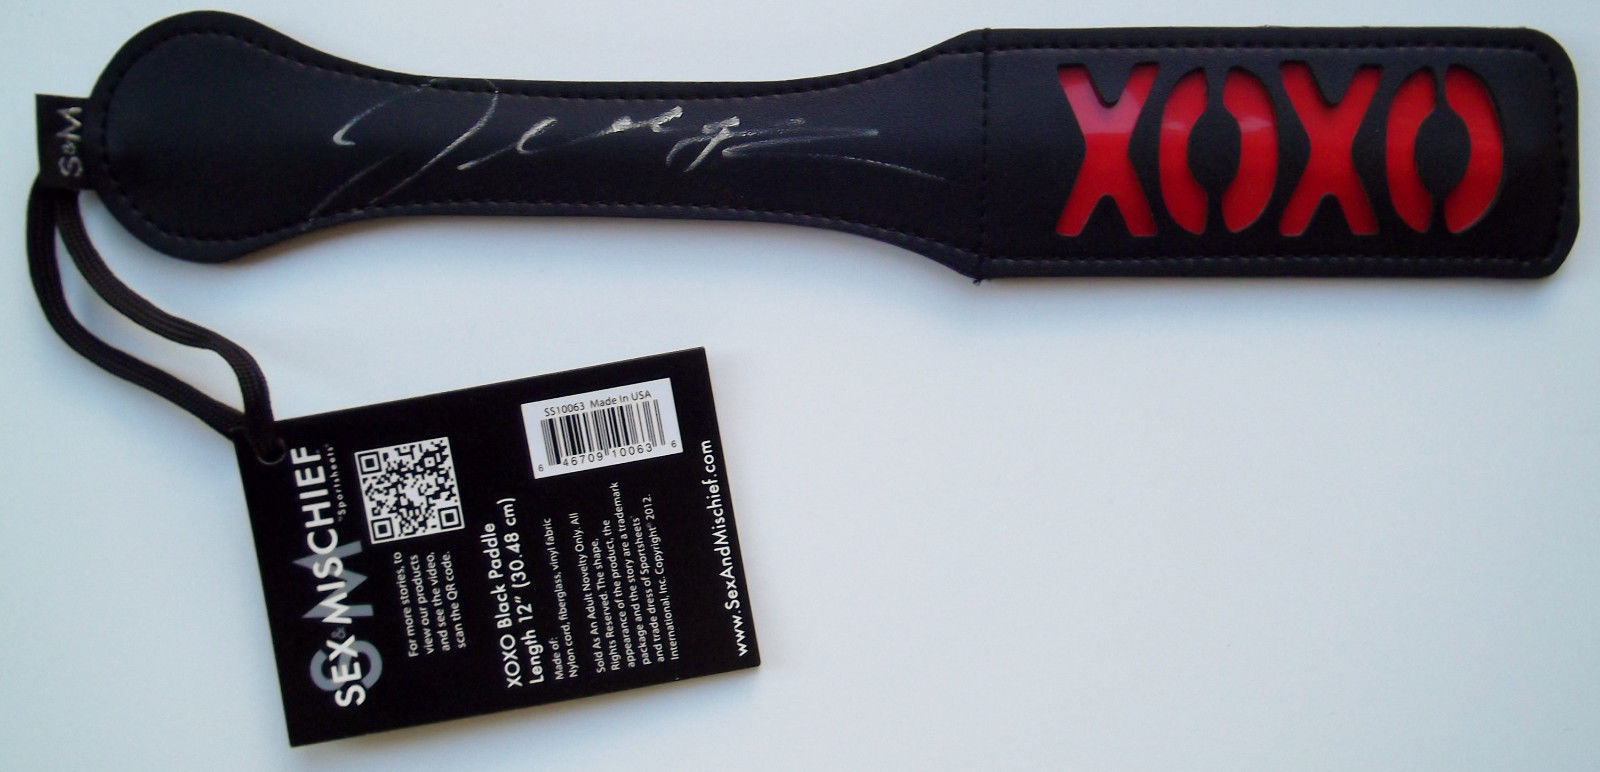 XOXO
S&M
SEX & MISCHIEF
Sportsheets
For more stories, to
view our products
and see the video,
scan the QR code.
XOXO Black Paddle
Length 12" (30.48 cm)
Made of:
Nylon cord, fiberglass, vinyl fabric
Sold As An Adult Novelty Only. All
Rights Reserved. The shape,
appearance of the product, the
package and the story are a trademark
and trade dress of Sportsheets
International, Inc. Copyright© 2012.
SS10063 Made In USA
6 46709 10063 6
www.SexAndMischief.com